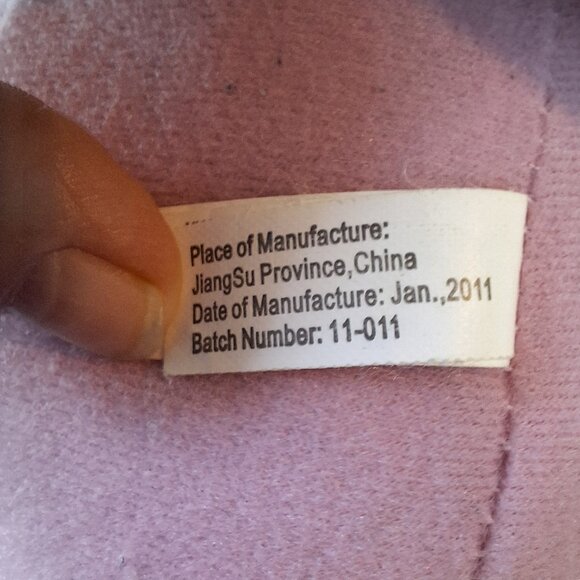 Place of Manufacture:
JiangSu Province,China
Date of Manufacture: Jan.,2011
Batch Number: 11-011